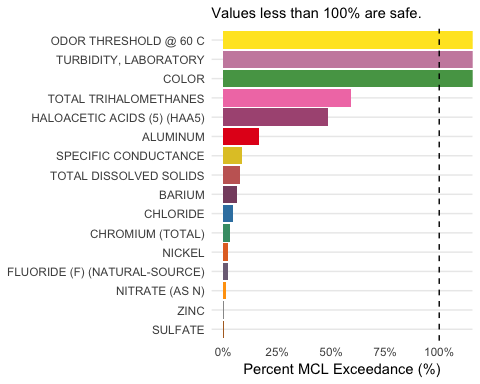 Values less than 100% are safe.
ODOR THRESHOLD @ 60 C
TURBIDITY, LABORATORY
COLOR
TOTAL TRIHALOMETHANES
HALOACETIC ACIDS (5) (HAA5)
ALUMINUM
SPECIFIC CONDUCTANCE
TOTAL DISSOLVED SOLIDS
BARIUM
CHLORIDE
CHROMIUM (TOTAL)
NICKEL
FLUORIDE (F) (NATURAL-SOURCE)
NITRATE (AS N)
ZINC
SULFATE
0% 25% 50% 75% 100%
Percent MCL Exceedance (%)